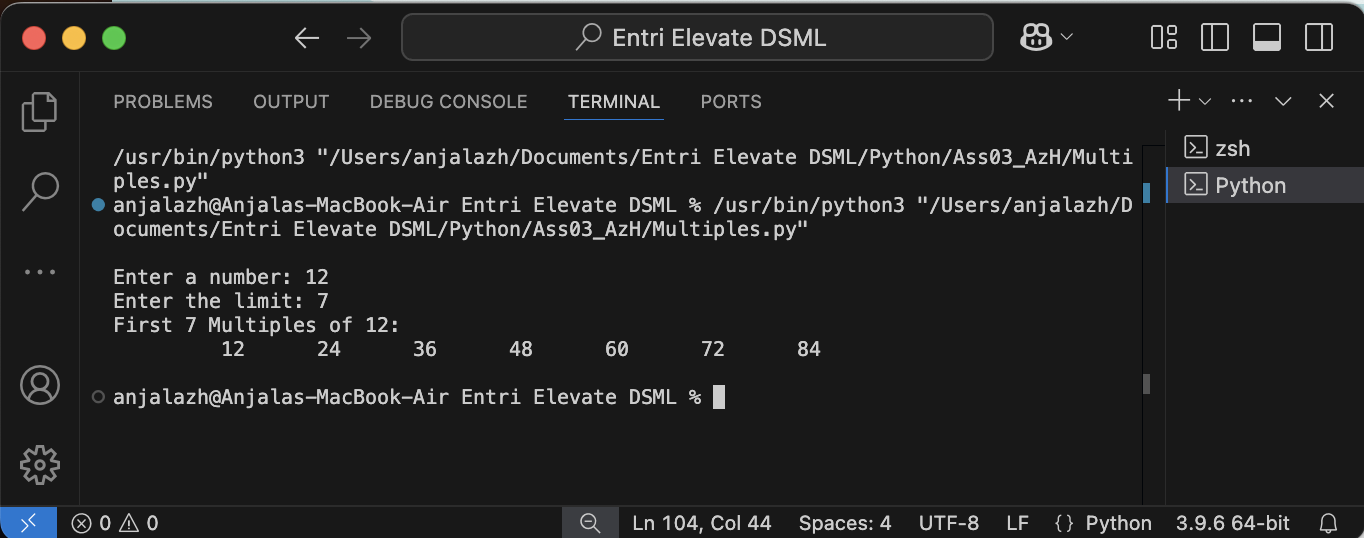 Entri Elevate DSML
PROBLEMS OUTPUT DEBUG CONSOLE TERMINAL PORTS
/usr/bin/python3 "/Users/anjalazh/Documents/Entri Elevate DSML/Python/Ass03_AzH/Multi
ples.py"
anjalazh@Anjalas-MacBook-Air Entri Elevate DSML % /usr/bin/python3 "/Users/anjalazh/D
ocuments/Entri Elevate DSML/Python/Ass03_AzH/Multiples.py"
Enter a number: 12
Enter the limit: 7
First 7 Multiples of 12:
12 24 36 48 60 72 84
anjalazh@Anjalas-MacBook-Air Entri Elevate DSML %
zsh
Python
0 0 Ln 104, Col 44 Spaces: 4 UTF-8 LF {} Python 3.9.6 64-bit